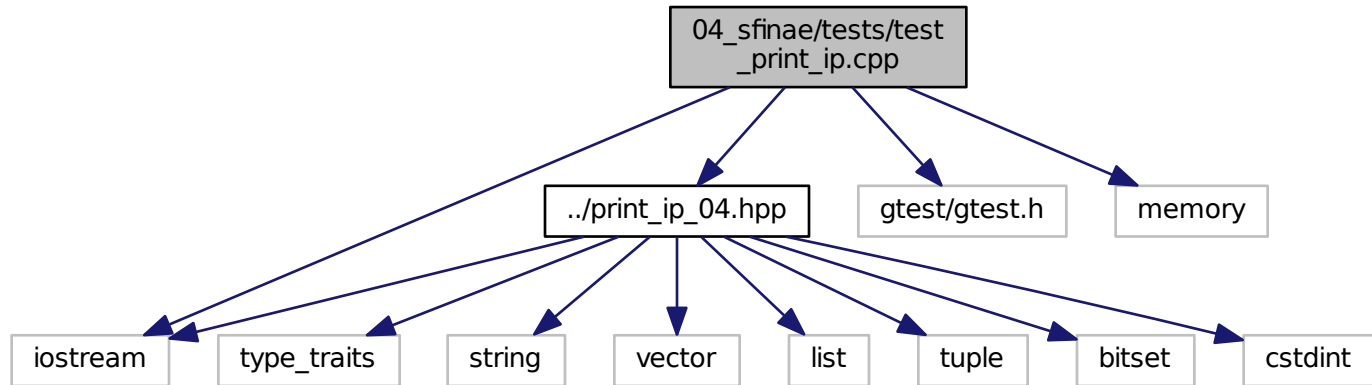 04_sfinae/tests/test
_print_ip.cpp
../print_ip_04.hpp
gtest/gtest.h
memory
iostream
type_traits
string
vector
list
tuple
bitset
cstdint